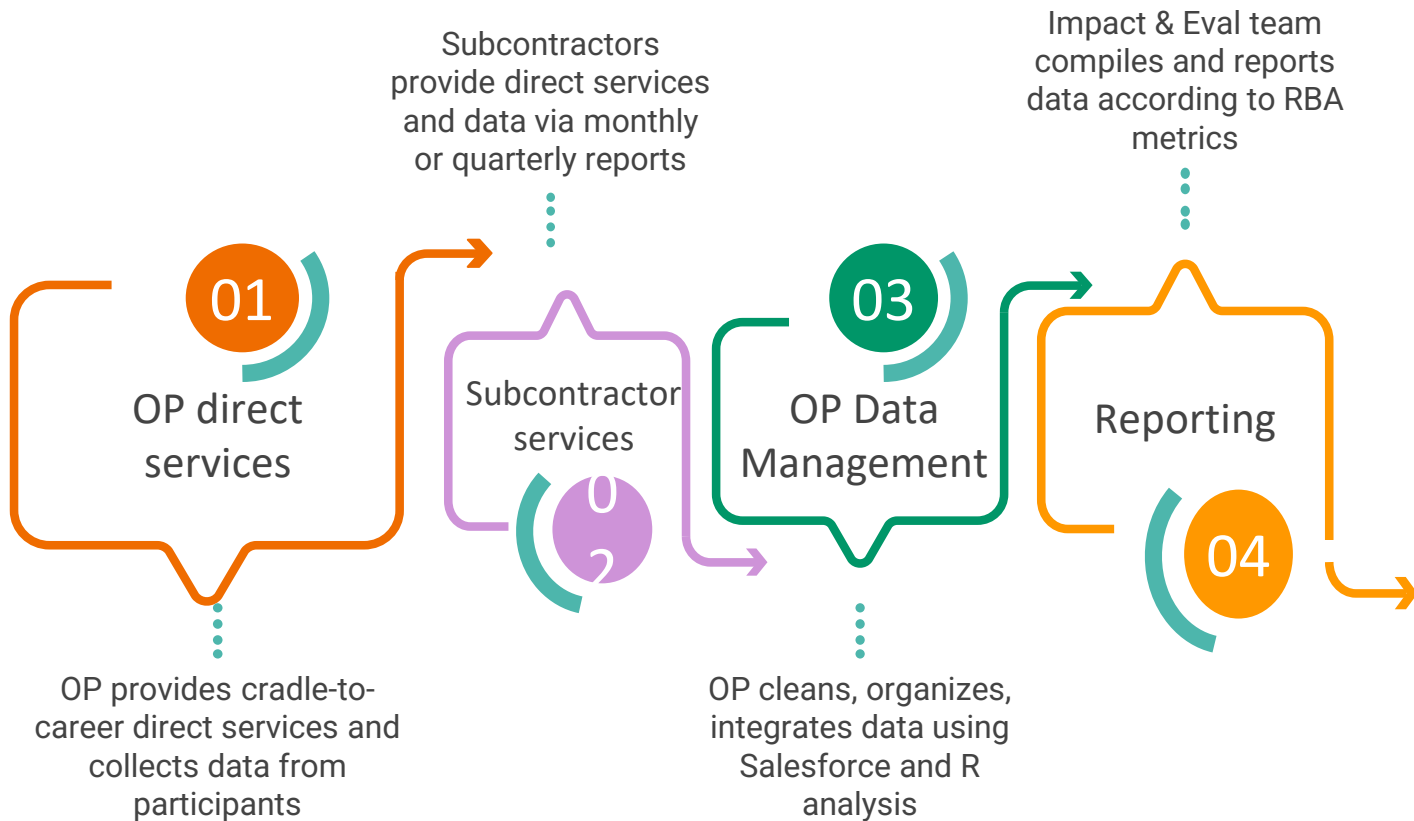 Subcontractors
provide direct services
and data via monthly
or quarterly reports
Impact & Eval team
compiles and reports
data according to RBA
metrics
01
OP direct
services
Subcontractor
services
0
2
03
OP Data
Management
Reporting
04
OP provides cradle-to-
career direct services and
collects data from
participants
OP cleans, organizes,
integrates data using
Salesforce and R
analysis